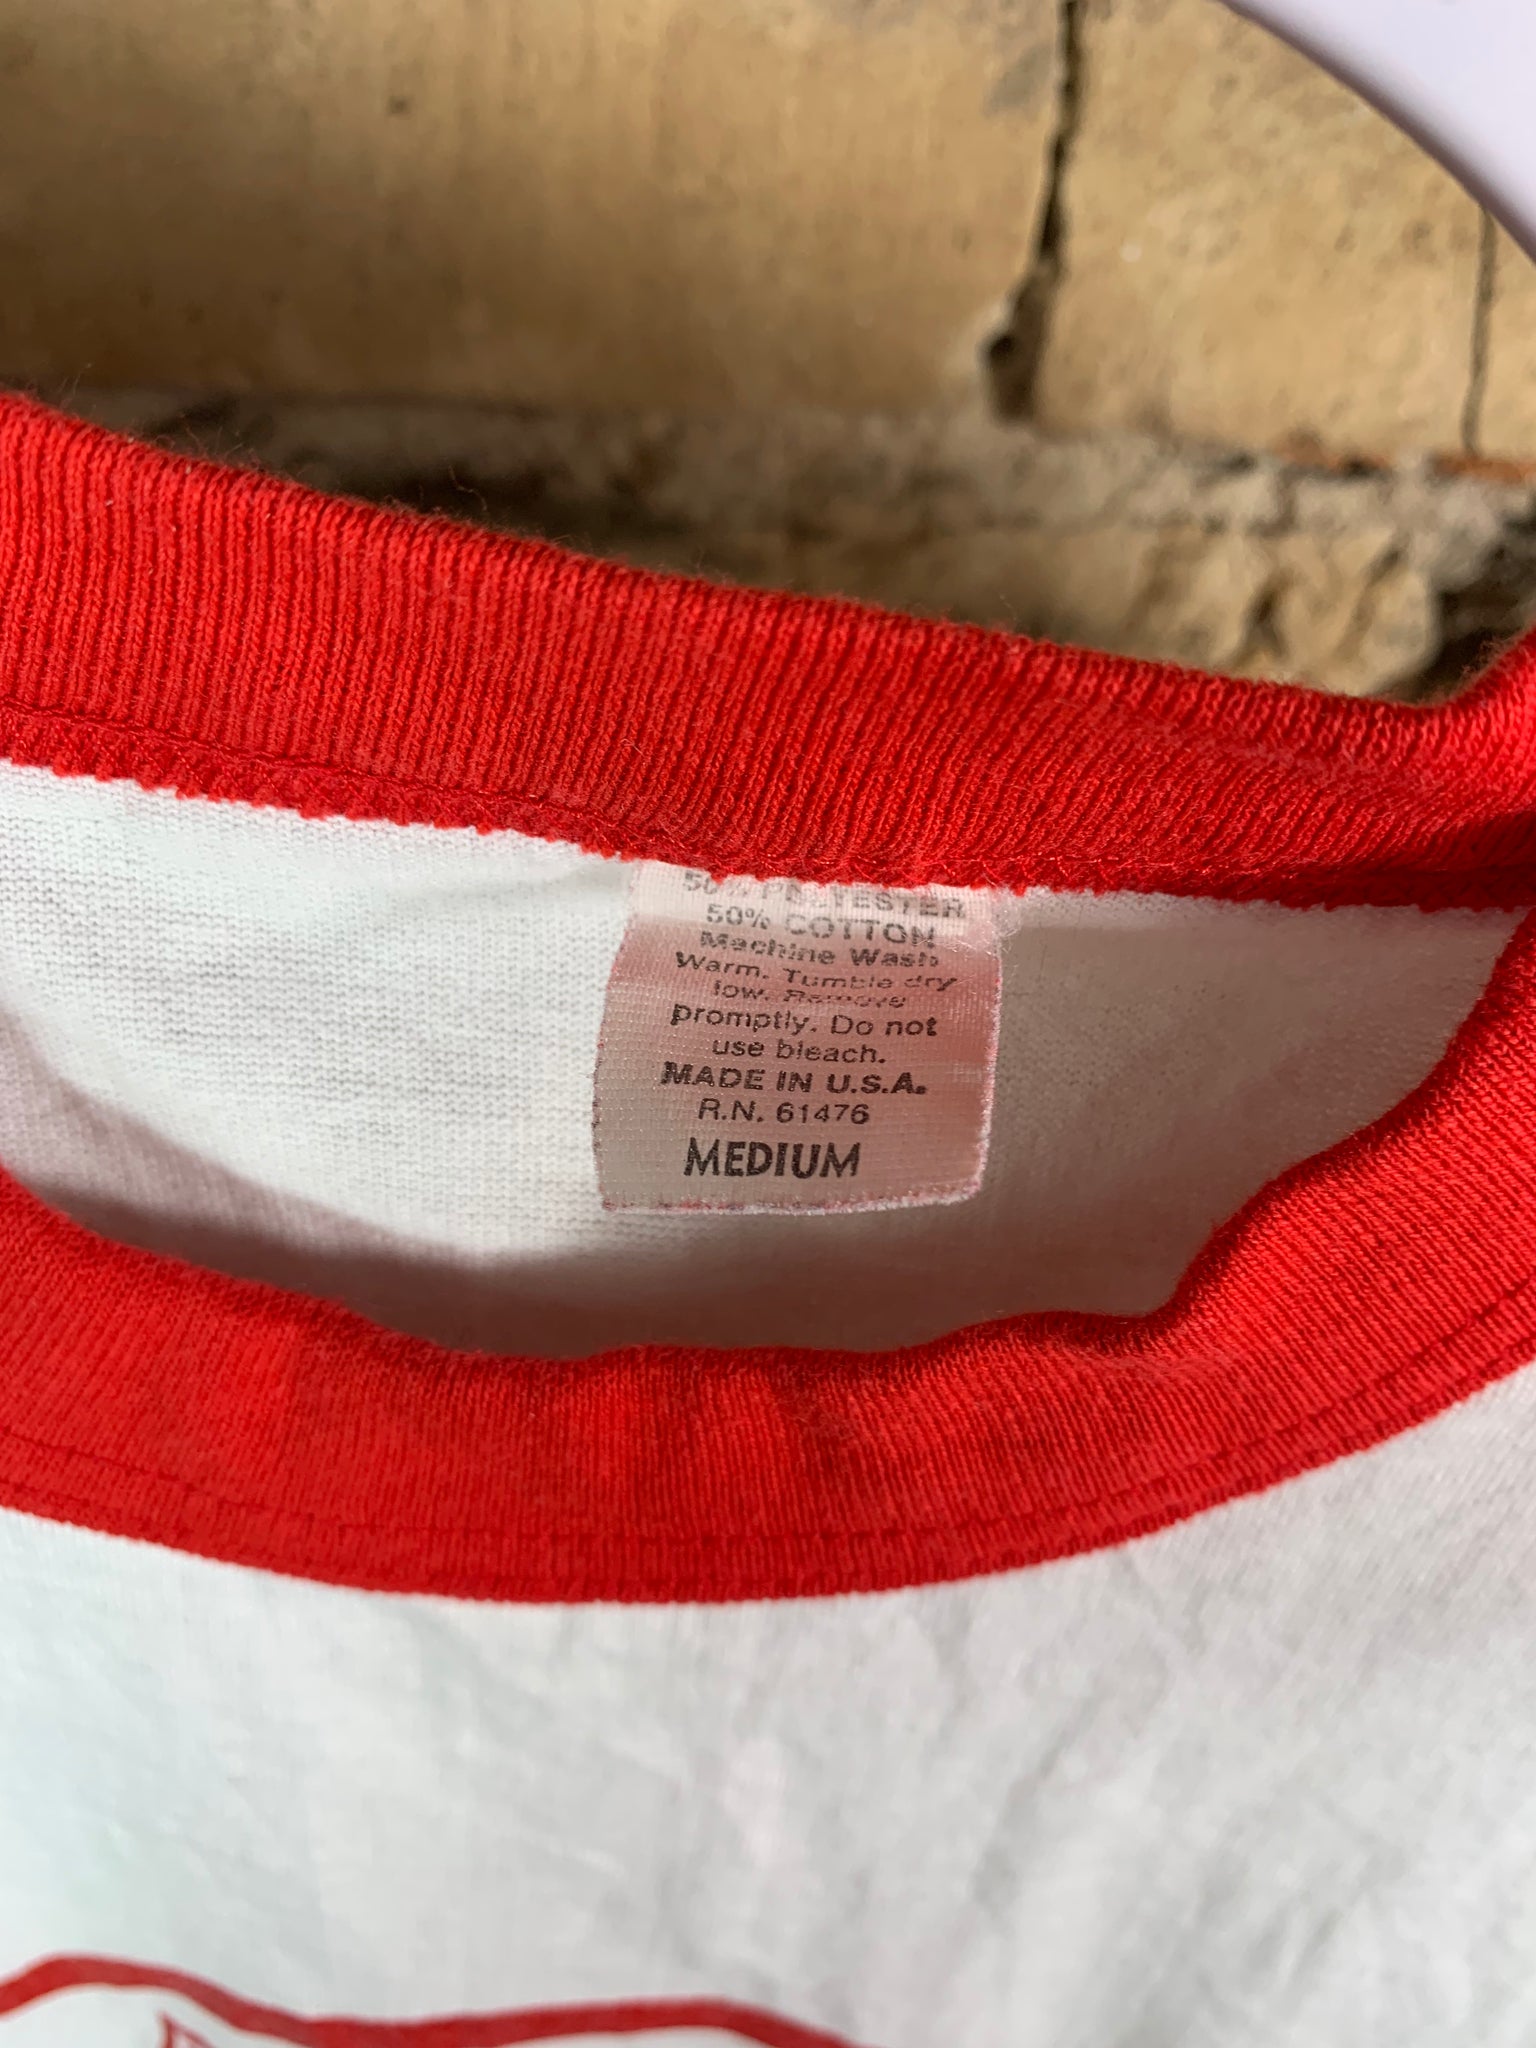 50% POLYESTER
50% COTTON
Machine Wash
Warm. Tumble dry
low. Remove
promptly. Do not
use bleach.
MADE IN U.S.A.
R.N. 61476
MEDIUM